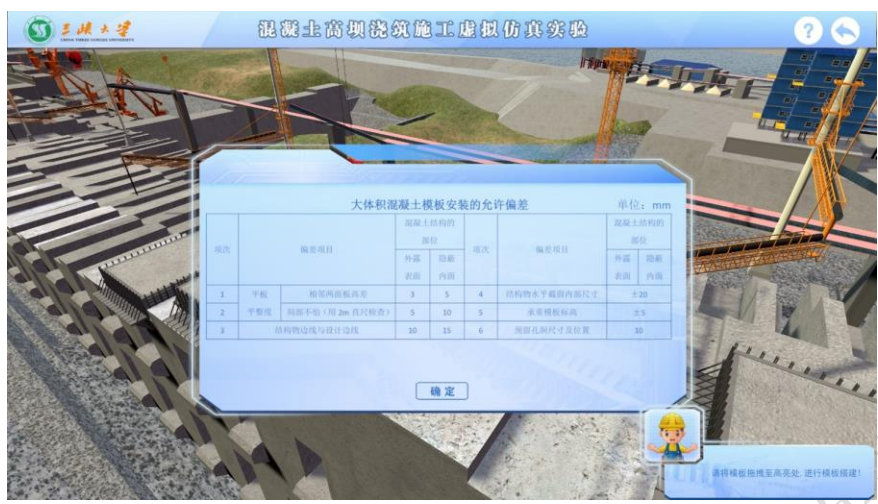 三峡大学
CHINA THREE GORGES UNIVERSITY
混凝土高坝浇筑施工虚拟仿真实验
?
大体积混凝土模板安装的允许偏差 单位：mm
项次 偏差项目 混凝土结构的部位 项次 偏差项目 混凝土结构的部位
外露表面 隐蔽内面 外露表面 隐蔽内面
1 平板 相邻两面板高差 3 5 4 结构物水平截面内部尺寸 ±20
2 平整度 局部不怡（用 2m 直尺检查） 5 10 5 承重模板标高 ±5
3 结构物边线与设计边线 10 15 6 预留孔洞尺寸及位置 10
确定
请将模板拖拽至高亮处,进行模板搭建!